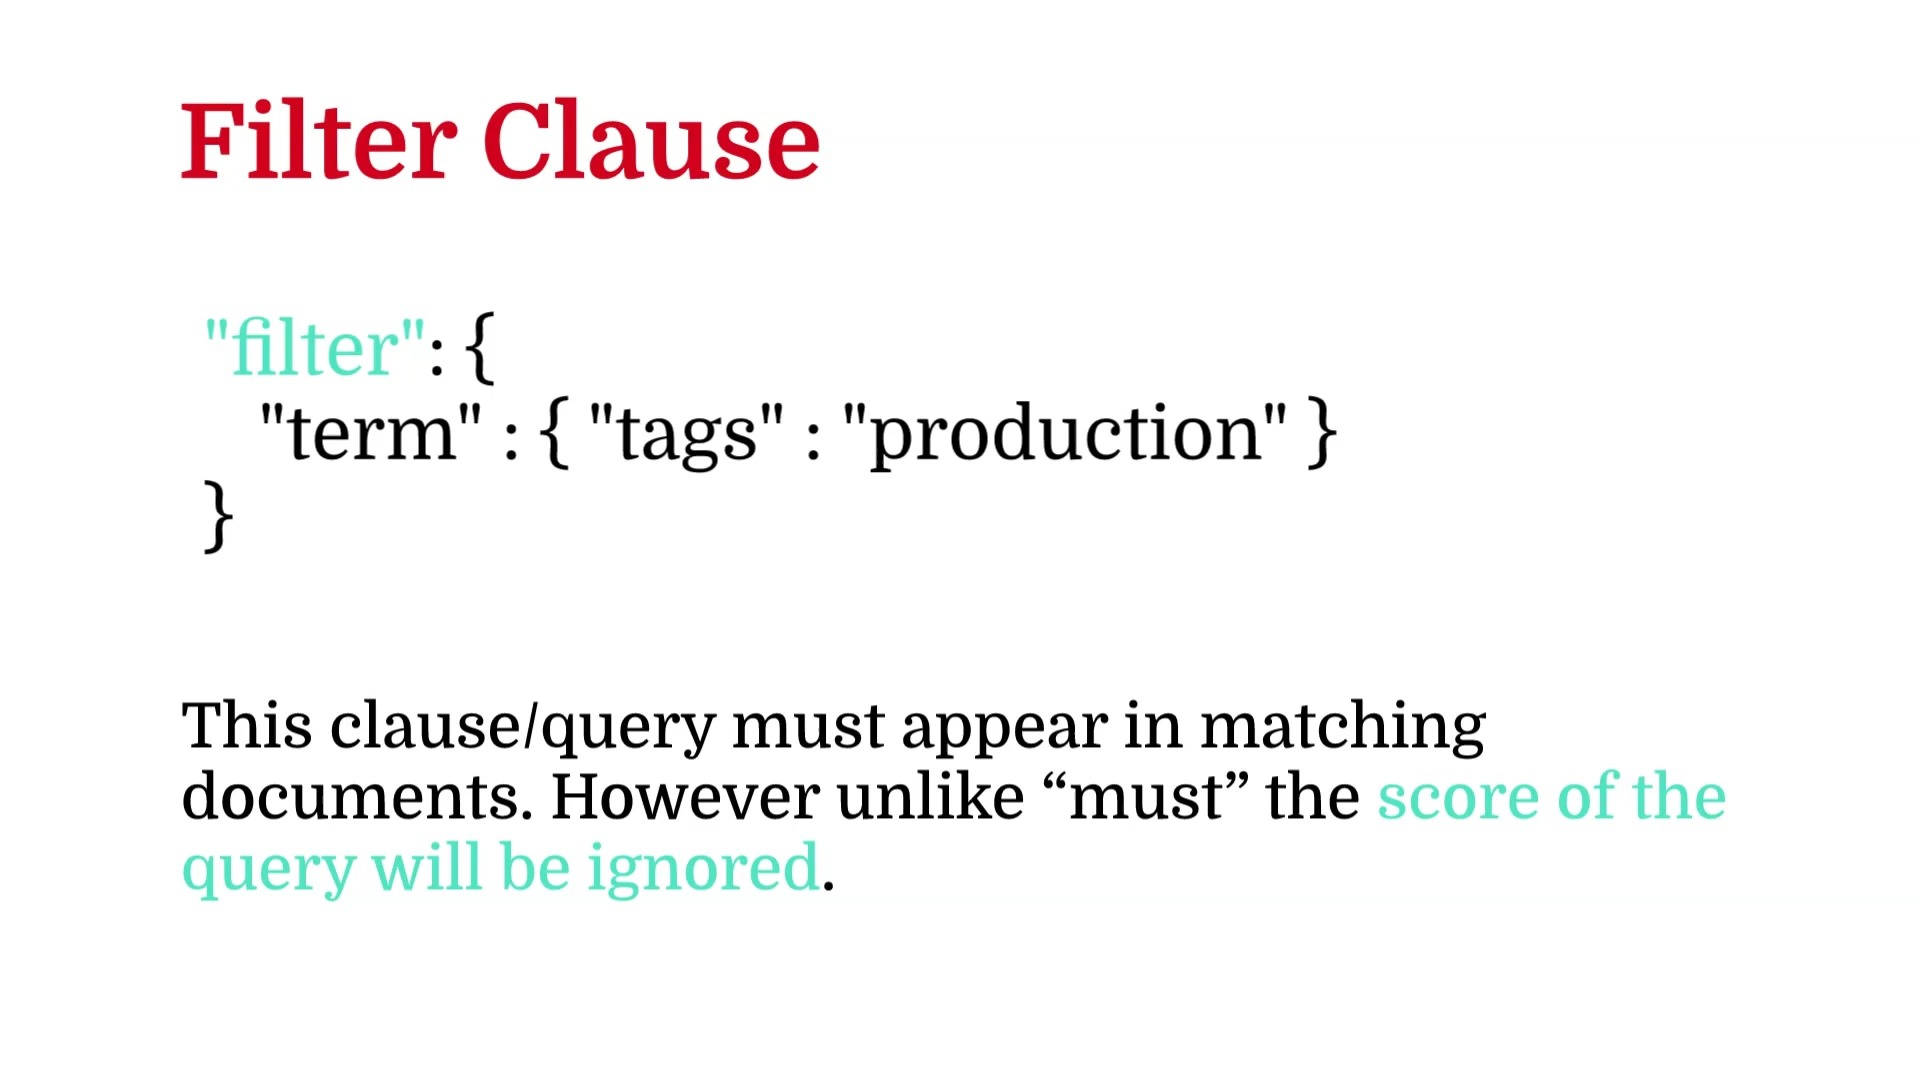 Filter Clause
"filter": {
"term" : { "tags" : "production" }
}
This clause/query must appear in matching
documents. However unlike “must” the score of the
query will be ignored.